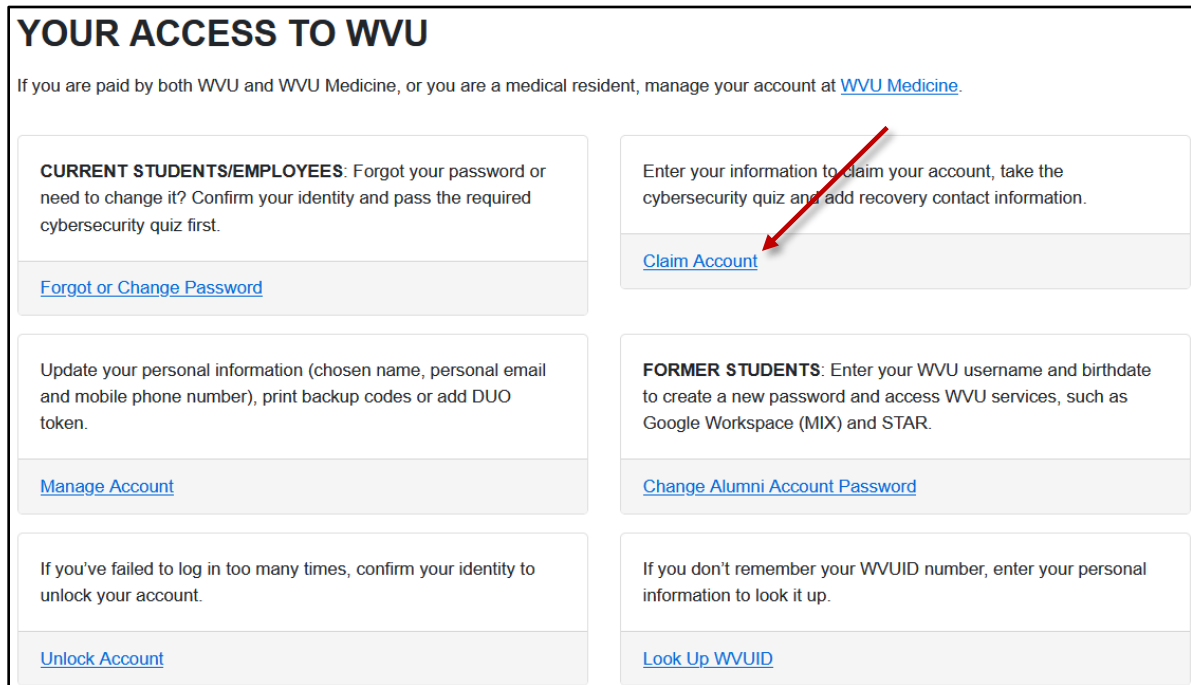 YOUR ACCESS TO WVU
If you are paid by both WVU and WVU Medicine, or you are a medical resident, manage your account at WVU Medicine.
CURRENT STUDENTS/EMPLOYEES: Forgot your password or
need to change it? Confirm your identity and pass the required
cybersecurity quiz first.
Forgot or Change Password
Enter your information to claim your account, take the
cybersecurity quiz and add recovery contact information.
Claim Account
Update your personal information (chosen name, personal email
and mobile phone number), print backup codes or add DUO
token.
Manage Account
FORMER STUDENTS: Enter your WVU username and birthdate
to create a new password and access WVU services, such as
Google Workspace (MIX) and STAR.
Change Alumni Account Password
If you’ve failed to log in too many times, confirm your identity to
unlock your account.
Unlock Account
If you don’t remember your WVUID number, enter your personal
information to look it up.
Look Up WVUID